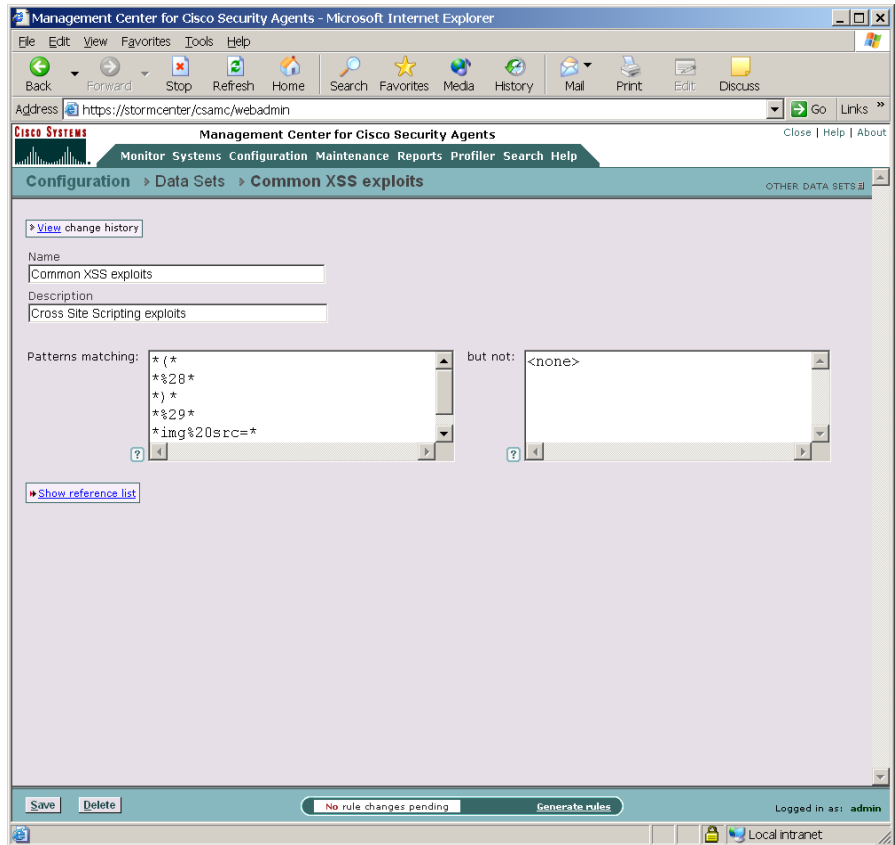 Management Center for Cisco Security Agents - Microsoft Internet Explorer
File Edit View Favorites Tools Help
Back Forward Stop Refresh Home Search Favorites Media History Mail Print Edit Discuss
Address https://stormcenter/csamc/webadmin Go Links »
CISCO SYSTEMS Management Center for Cisco Security Agents Close | Help | About
Monitor Systems Configuration Maintenance Reports Profiler Search Help
Configuration > Data Sets > Common XSS exploits OTHER DATA SETS
View change history
Name
Common XSS exploits
Description
Cross Site Scripting exploits
Patterns matching: but not:
*(*
*%28*
*)*
*%29*
*img%20src=*
?
<none>
?
Show reference list
Save Delete No rule changes pending Generate rules Logged in as: admin
Local intranet